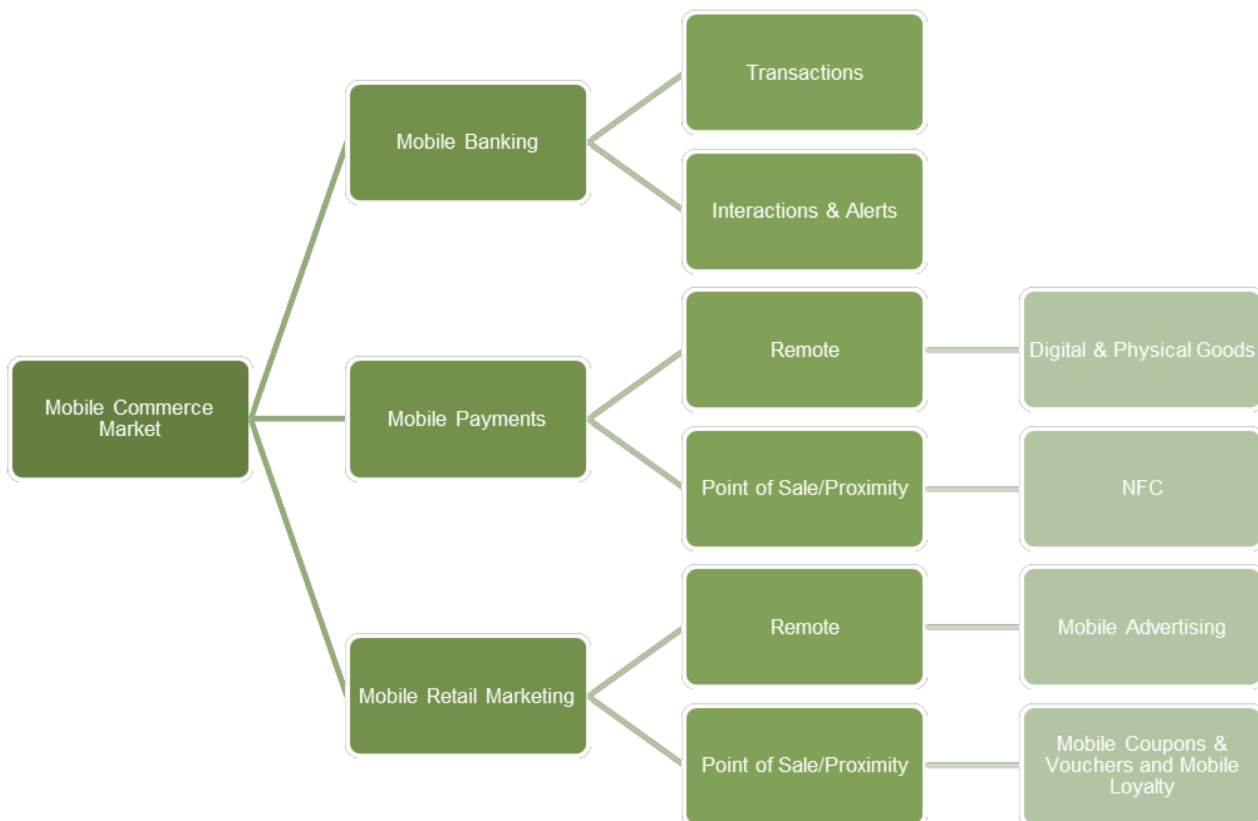 Transactions
Mobile Banking
Interactions & Alerts
Remote
Digital & Physical Goods
Mobile Commerce
Market
Mobile Payments
Point of Sale/Proximity
NFC
Remote
Mobile Advertising
Mobile Retail Marketing
Point of Sale/Proximity
Mobile Coupons &
Vouchers and Mobile
Loyalty